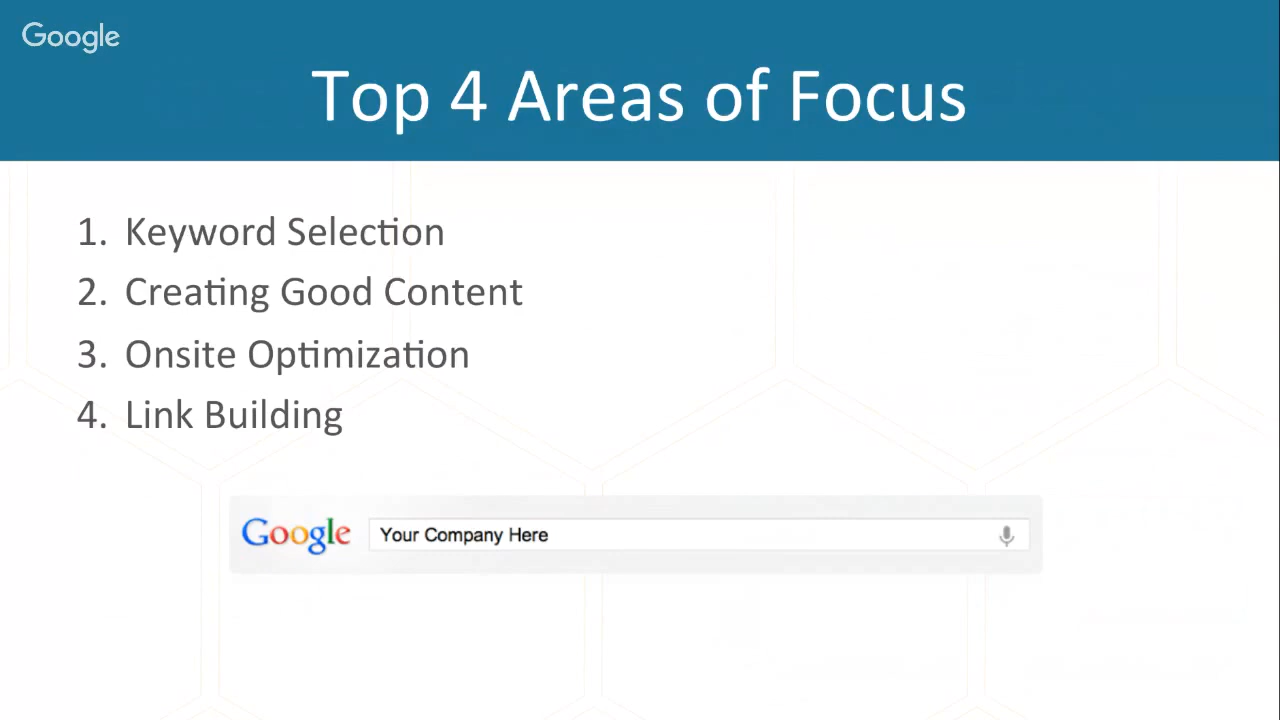 Google
Top 4 Areas of Focus
1. Keyword Selection
2. Creating Good Content
3. Onsite Optimization
4. Link Building
Google Your Company Here